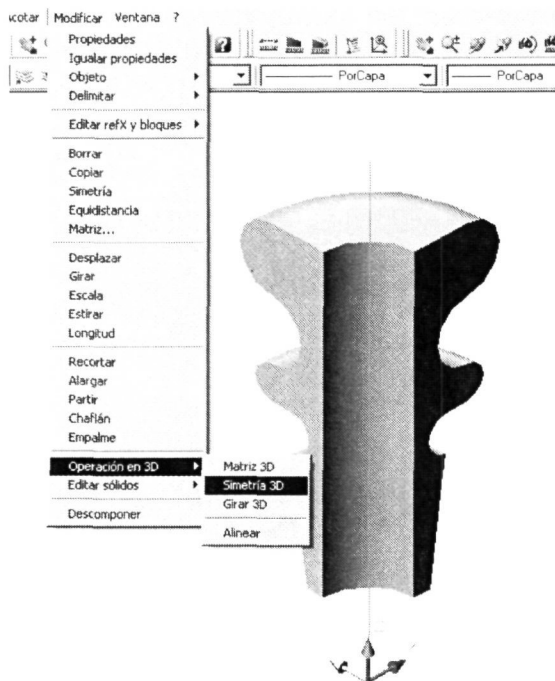 acotar Modificar Ventana ?
Propiedades
Igualar propiedades
Objeto
Delimitar
Editar refX y bloques
Borrar
Copiar
Simetría
Equidistancia
Matriz...
Desplazar
Girar
Escala
Estirar
Longitud
Recortar
Alargar
Partir
Chaflán
Empalme
Operación en 3D
Editar sólidos
Descomponer
Matriz 3D
Simetría 3D
Girar 3D
Alinear
PorCapa
PorCapa